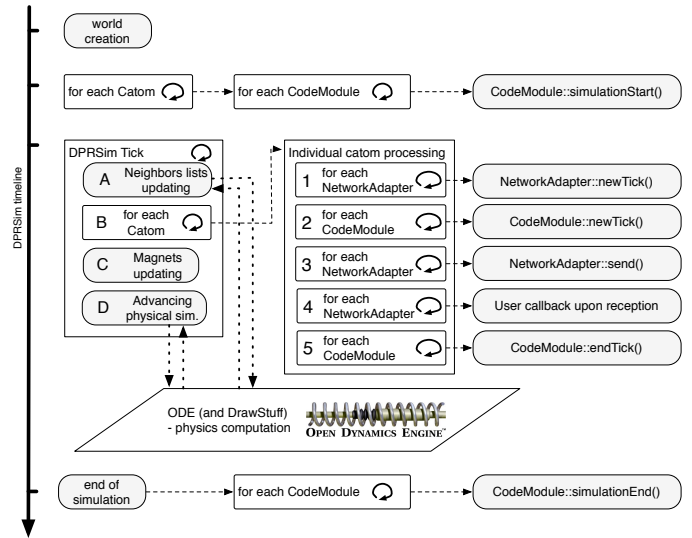 world
creation
for each Catom
for each CodeModule
CodeModule::simulationStart()
DPRSim timeline
DPRSim Tick
A Neighbors lists
updating
B for each
Catom
C Magnets
updating
D Advancing
physical sim.
Individual catom processing
1 for each
NetworkAdapter
NetworkAdapter::newTick()
2 for each
CodeModule
CodeModule::newTick()
3 for each
NetworkAdapter
NetworkAdapter::send()
4 for each
NetworkAdapter
User callback upon reception
5 for each
CodeModule
CodeModule::endTick()
ODE (and DrawStuff)
- physics computation
OPEN DYNAMICS ENGINE™
end of
simulation
for each CodeModule
CodeModule::simulationEnd()